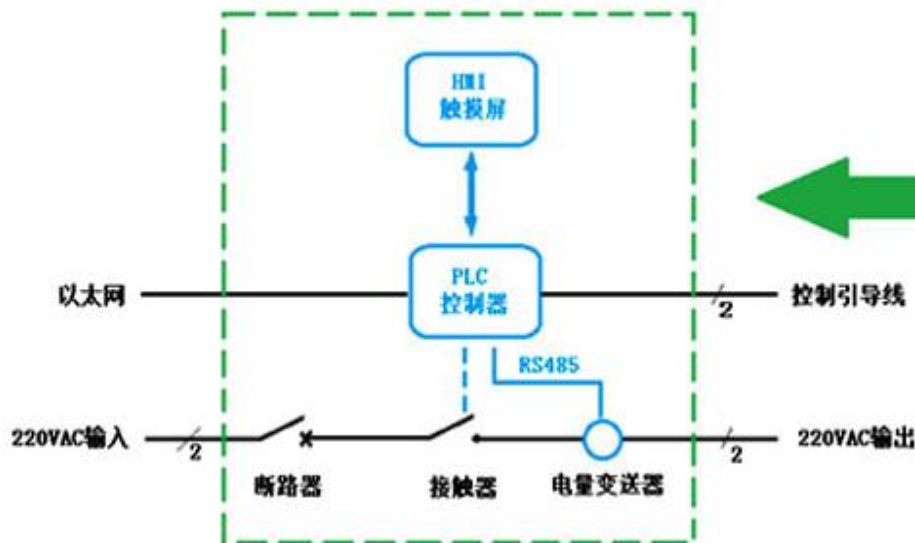 HMI
触摸屏
PLC
控制器
以太网
2
控制引导线
RS485
220VAC输入
2
2
220VAC输出
断路器
接触器
电量变送器